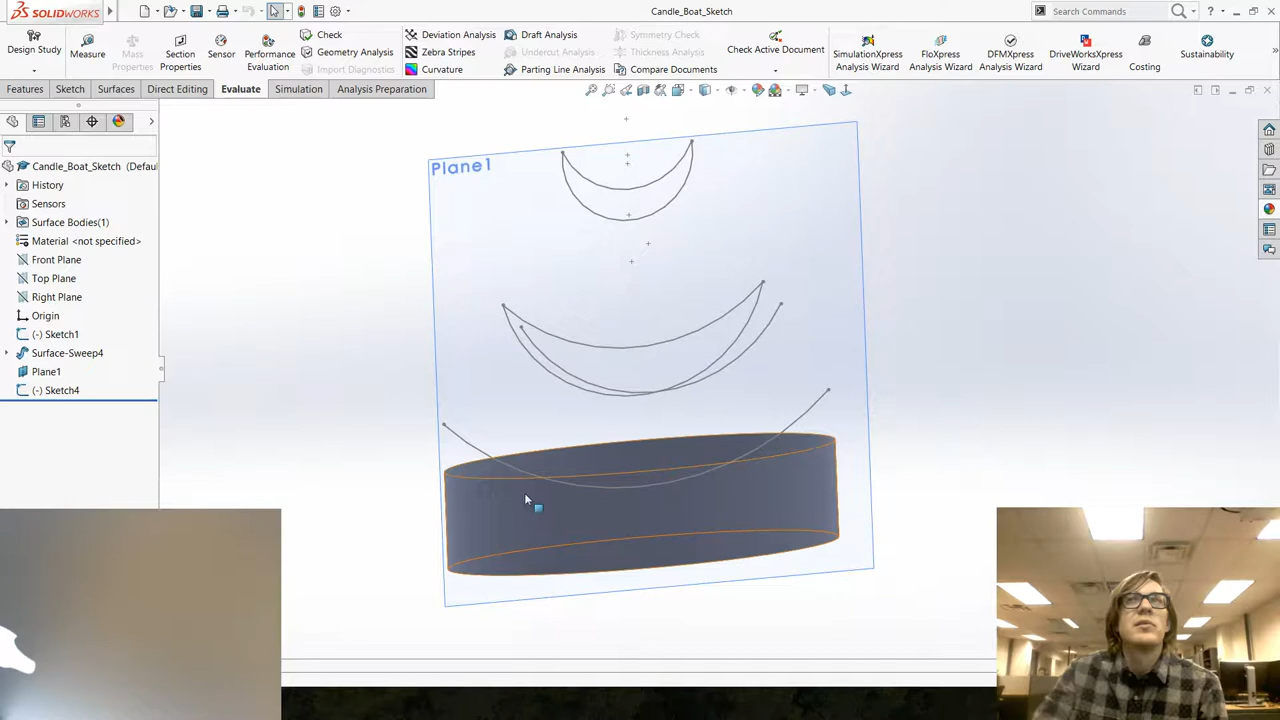 SOLIDWORKS
Candle_Boat_Sketch
Search Commands
Design Study
Measure
Mass Properties
Section Properties
Sensor
Performance Evaluation
Check
Geometry Analysis
Import Diagnostics
Deviation Analysis
Zebra Stripes
Curvature
Draft Analysis
Undercut Analysis
Parting Line Analysis
Symmetry Check
Thickness Analysis
Compare Documents
Check Active Document
SimulationXpress Analysis Wizard
FloXpress Analysis Wizard
DFMXpress Analysis Wizard
DriveWorksXpress Wizard
Costing
Sustainability
Features
Sketch
Surfaces
Direct Editing
Evaluate
Simulation
Analysis Preparation
Candle_Boat_Sketch (Defau
History
Sensors
Surface Bodies(1)
Material <not specified>
Front Plane
Top Plane
Right Plane
Origin
(-) Sketch1
Surface-Sweep4
Plane1
(-) Sketch4
Plane1